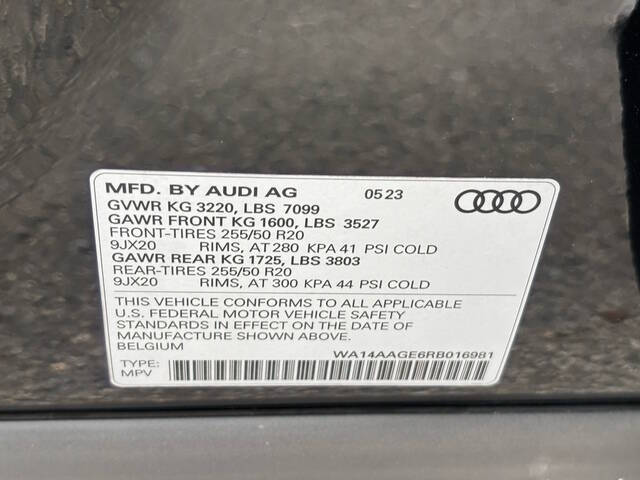 MFD. BY AUDI AG 05 23
GVWR KG 3220, LBS 7099
GAWR FRONT KG 1600, LBS 3527
FRONT-TIRES 255/50 R20
9JX20 RIMS, AT 280 KPA 41 PSI COLD
GAWR REAR KG 1725, LBS 3803
REAR-TIRES 255/50 R20
9JX20 RIMS, AT 300 KPA 44 PSI COLD
THIS VEHICLE CONFORMS TO ALL APPLICABLE
U.S. FEDERAL MOTOR VEHICLE SAFETY
STANDARDS IN EFFECT ON THE DATE OF
MANUFACTURE SHOWN ABOVE.
BELGIUM WA14AAGE6RB016981
TYPE:
MPV